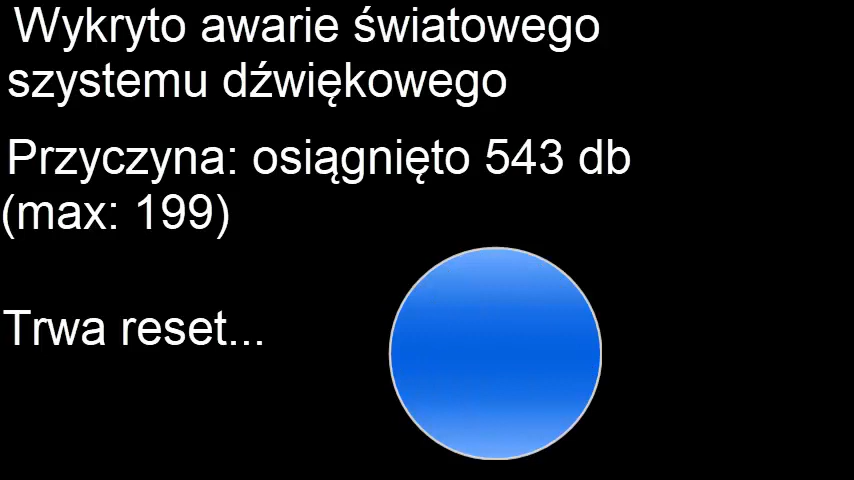 Wykryto awarie światowego
szystemu dźwiękowego
Przyczyna: osiągnięto 543 db
(max: 199)
Trwa reset...